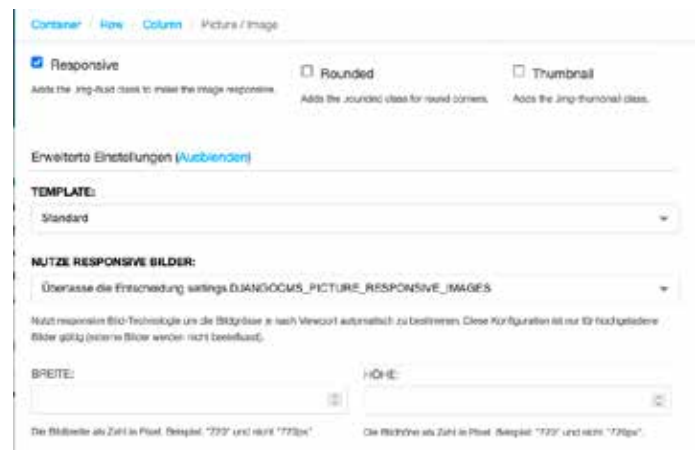 Container / Row / Column / Picture / Image
Responsive
Rounded
Thumbnail
Adds the .img-fluid class to make the image responsive.
Adds the .rounded class for round corners.
Adds the .img-thumbnail class.
Erweiterte Einstellungen (Ausblenden)
TEMPLATE:
Standard
NUTZE RESPONSIVE BILDER:
Überlasse die Entscheidung settings.DJANGOCMS_PICTURE_RESPONSIVE_IMAGES
Nutzt responsive Bild-Technologie um die Bildgrösse je nach Viewport automatisch zu bestimmen. Diese Konfiguration ist nur für hochgeladene
Bilder gültig (externe Bilder werden nicht beeinflusst).
BREITE:
HÖHE:
Die Bildbreite als Zahl in Pixel. Beispiel: "720" und nicht "720px".
Die Bildhöhe als Zahl in Pixel. Beispiel: "720" und nicht "720px".